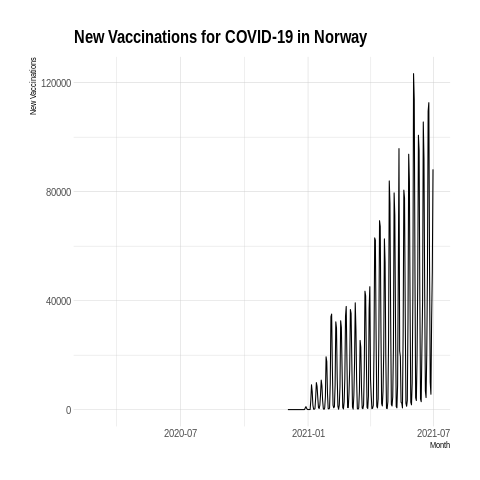 New Vaccinations for COVID-19 in Norway
New Vaccinations
120000
80000
40000
0
2020-07
2021-01
2021-07
Month